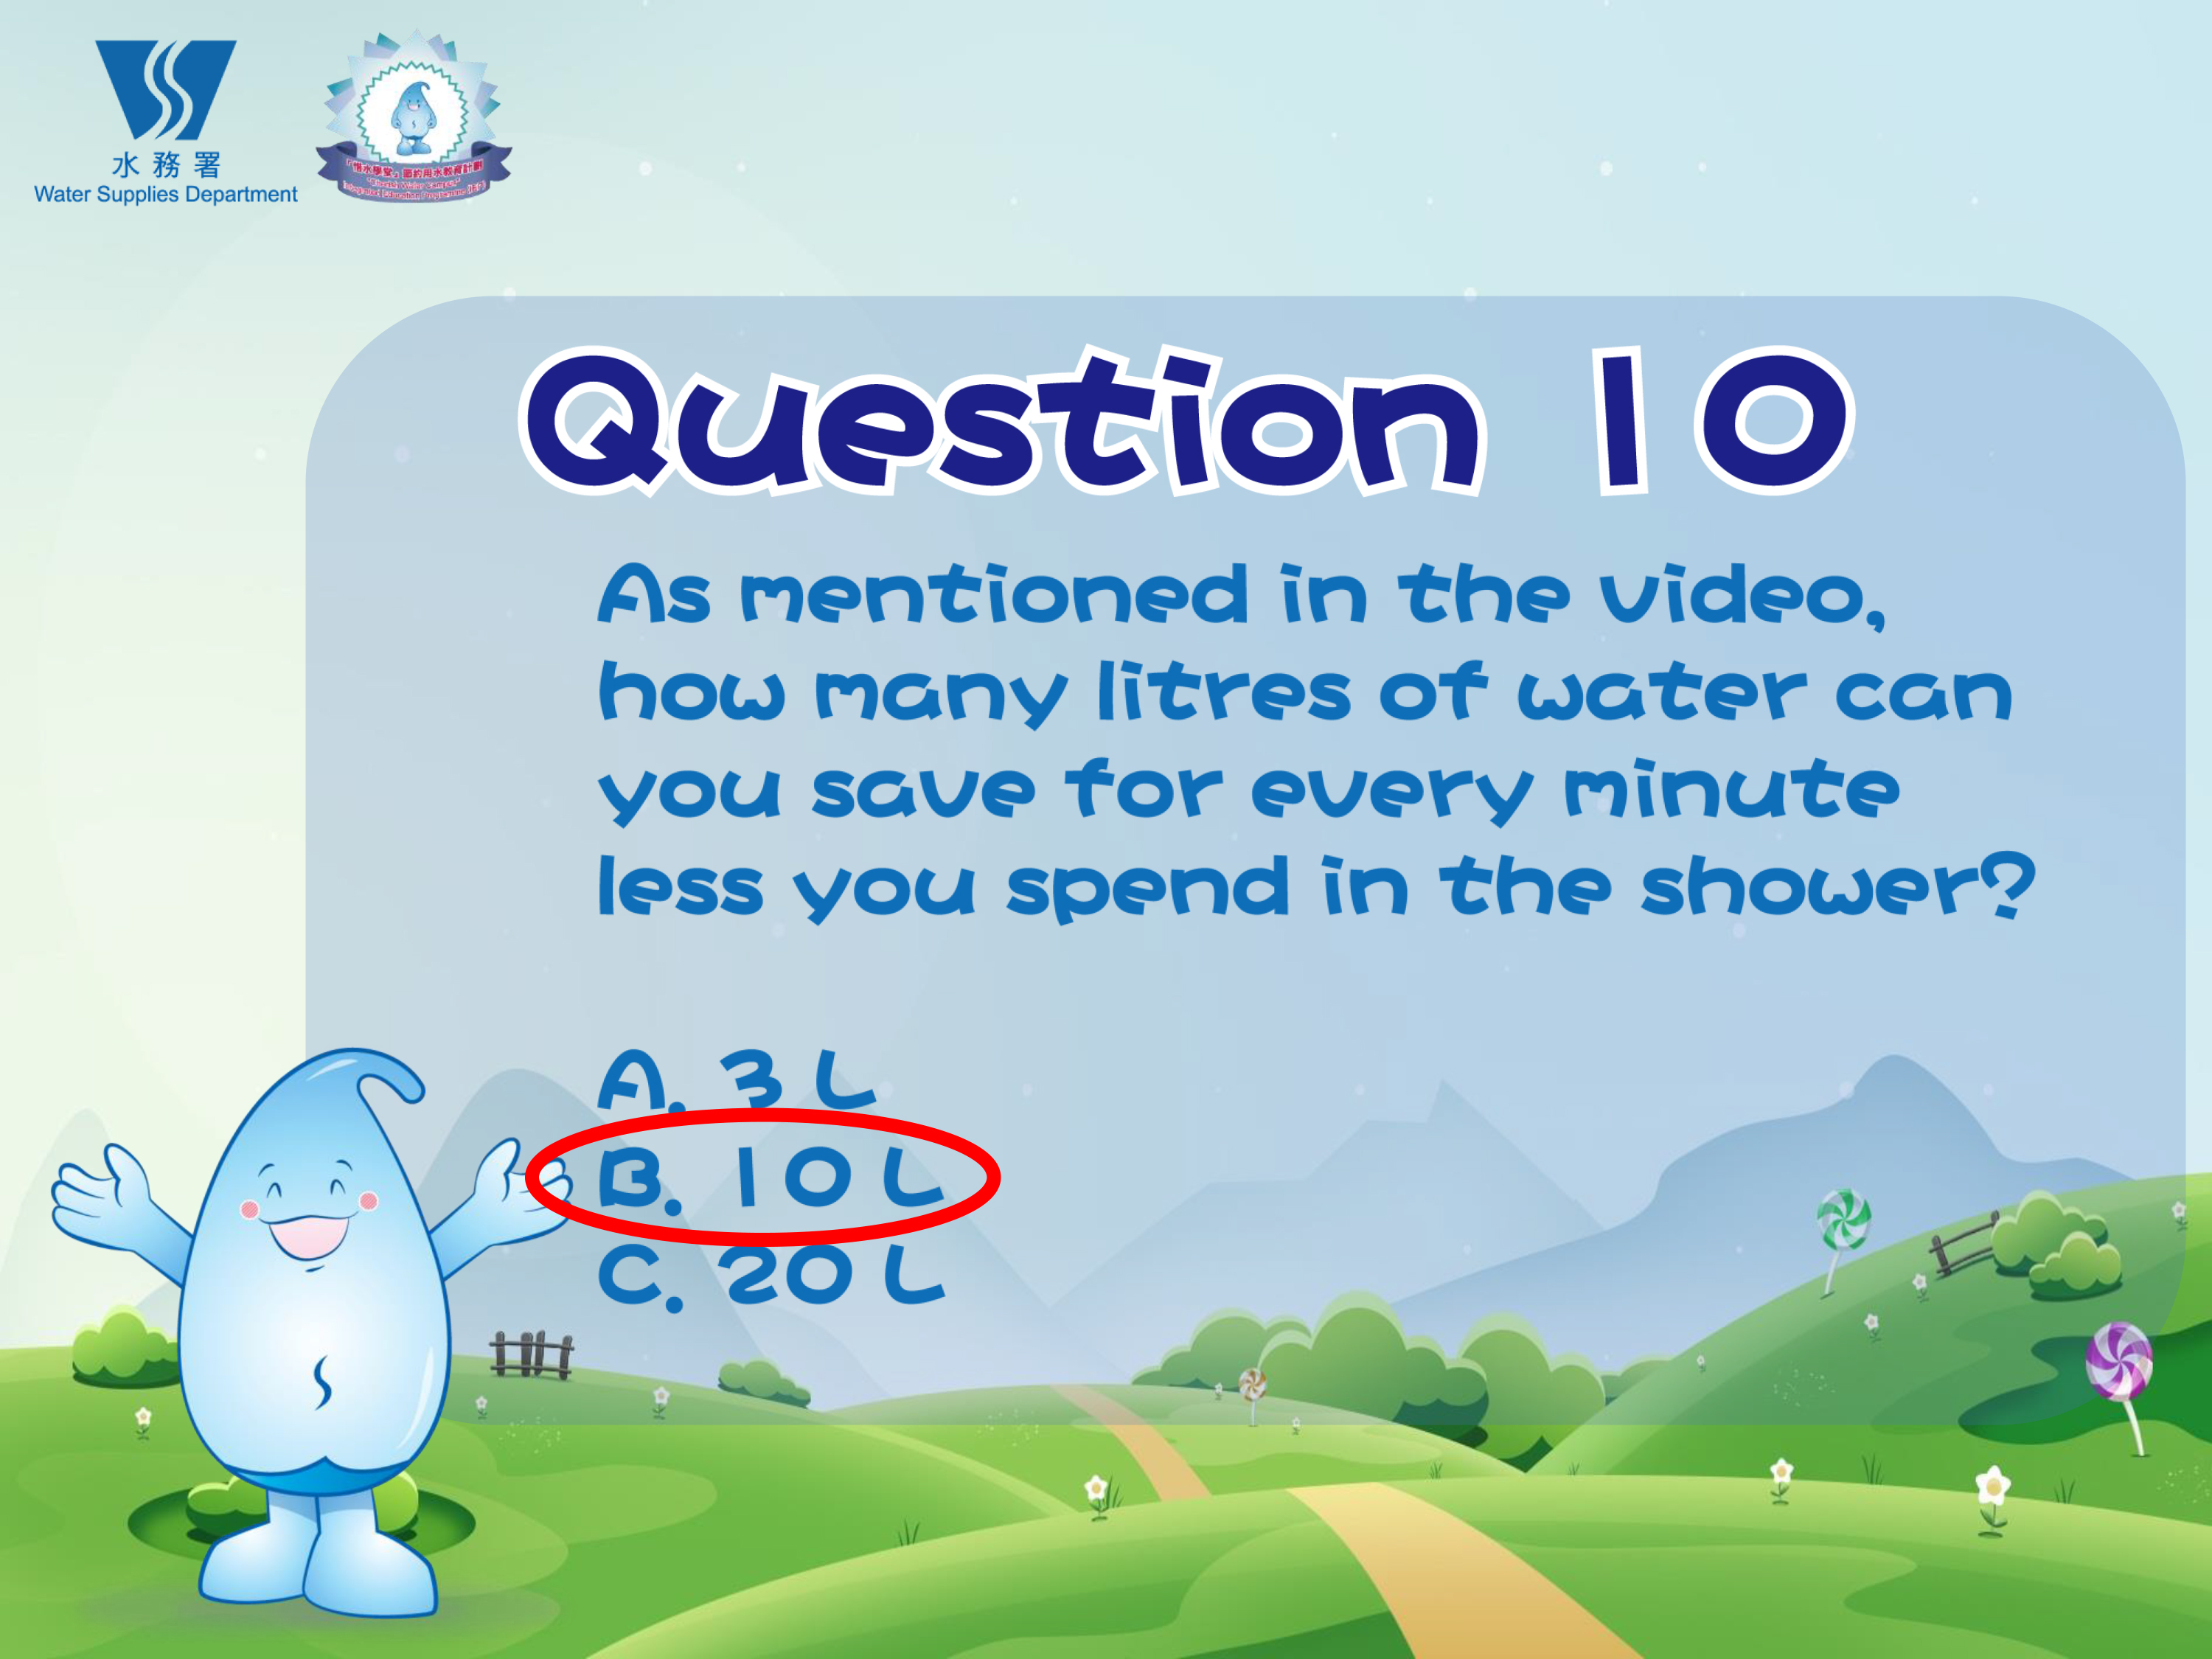 水務署
Water Supplies Department
「惜水學堂」節約用水教育計劃
"Cherish Water Campus"
Integrated Education Programme
Question 10
As mentioned in the video,
how many litres of water can
you save for every minute
less you spend in the shower?
A. 3 L
B. 10 L
C. 20 L